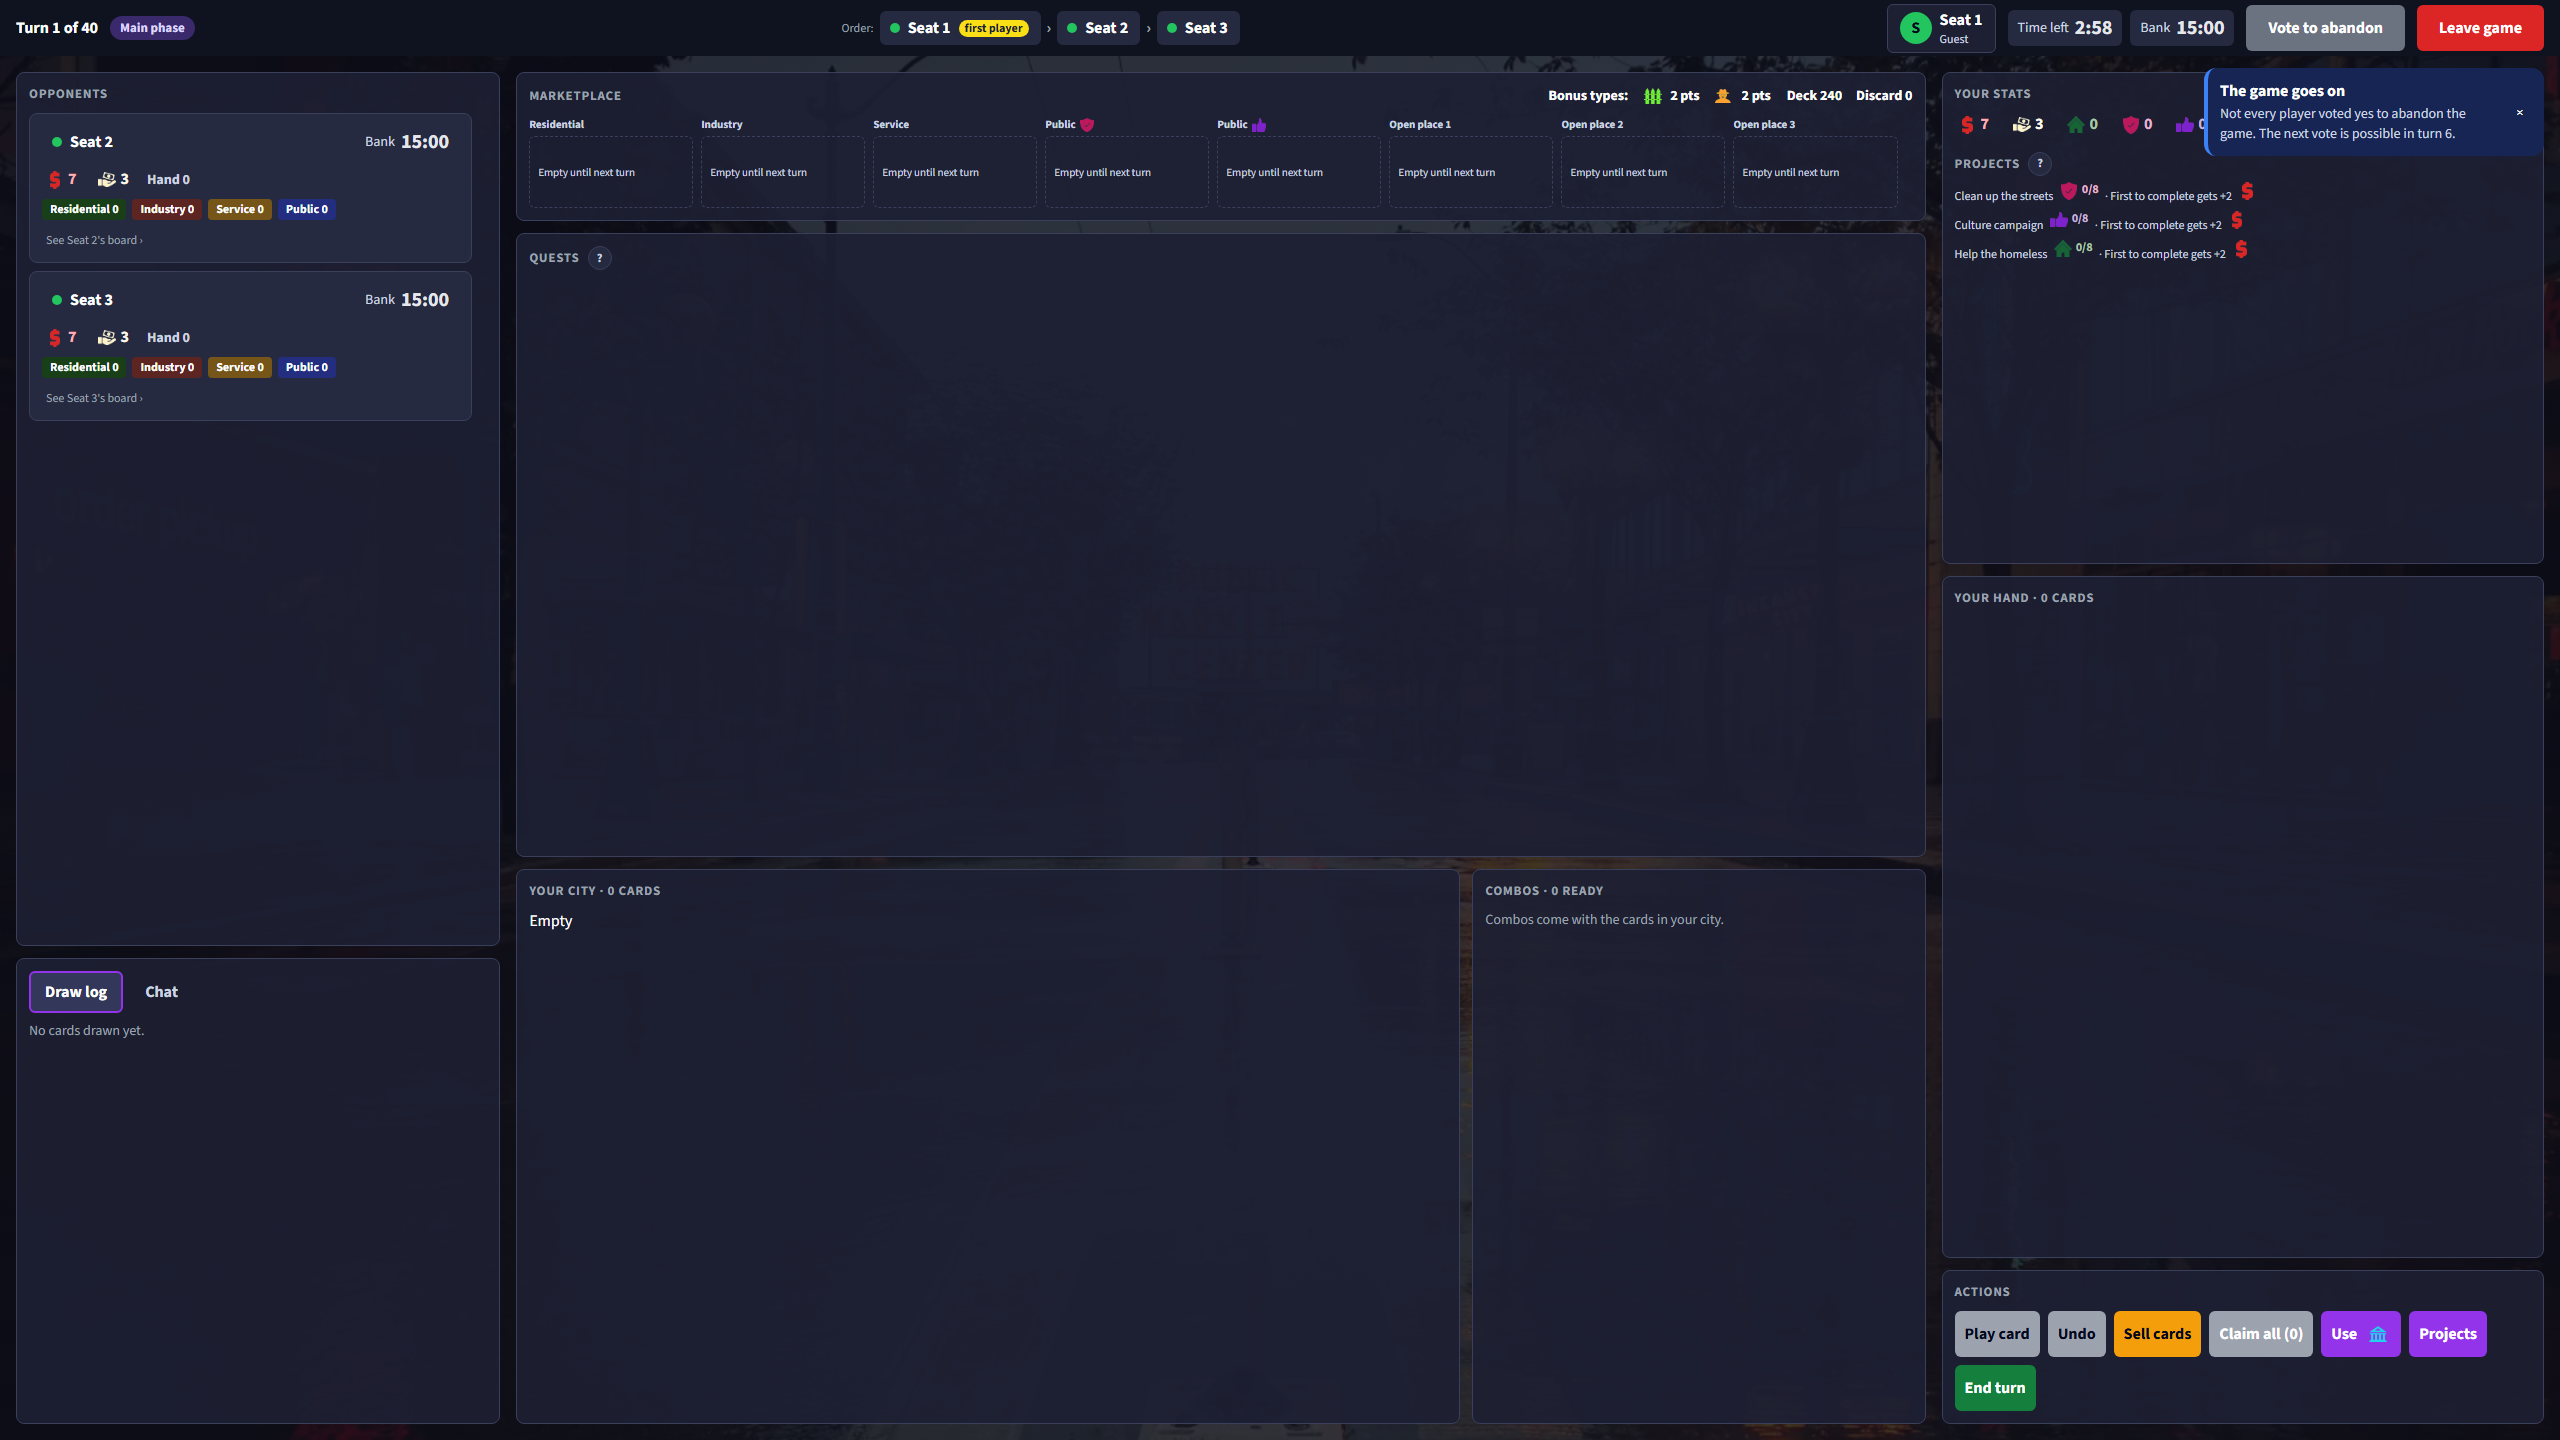 Turn 1 of 40 Main phase
Order: Seat 1 first player › Seat 2 › Seat 3
S Seat 1 Guest
Time left 2:58
Bank 15:00
Vote to abandon
Leave game
OPPONENTS
Seat 2 Bank 15:00
7 3 Hand 0
Residential 0 Industry 0 Service 0 Public 0
See Seat 2's board ›
Seat 3 Bank 15:00
7 3 Hand 0
Residential 0 Industry 0 Service 0 Public 0
See Seat 3's board ›
Draw log Chat
No cards drawn yet.
MARKETPLACE Bonus types: 2 pts 2 pts Deck 240 Discard 0
Residential Industry Service Public Public Open place 1 Open place 2 Open place 3
Empty until next turn Empty until next turn Empty until next turn Empty until next turn Empty until next turn Empty until next turn Empty until next turn Empty until next turn
QUESTS ?
YOUR CITY · 0 CARDS
Empty
COMBOS · 0 READY
Combos come with the cards in your city.
YOUR STATS
7 3 0 0 0
The game goes on
Not every player voted yes to abandon the
game. The next vote is possible in turn 6.
×
PROJECTS ?
Clean up the streets 0/8 · First to complete gets +2
Culture campaign 0/8 · First to complete gets +2
Help the homeless 0/8 · First to complete gets +2
YOUR HAND · 0 CARDS
ACTIONS
Play card Undo Sell cards Claim all (0) Use Projects
End turn